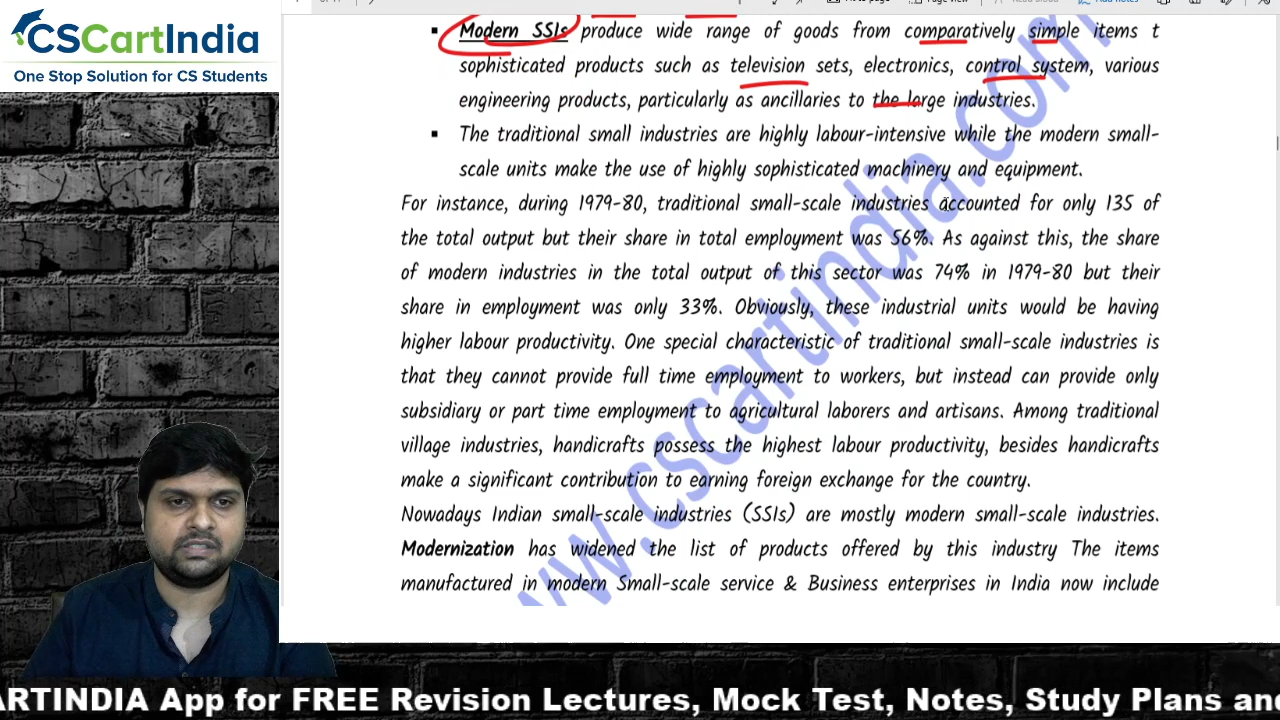 CSCartIndia
One Stop Solution for CS Students
▪ Modern SSIs produce wide range of goods from comparatively simple items t
sophisticated products such as television sets, electronics, control system, various
engineering products, particularly as ancillaries to the large industries.
▪ The traditional small industries are highly labour-intensive while the modern small-
scale units make the use of highly sophisticated machinery and equipment.
For instance, during 1979-80, traditional small-scale industries accounted for only 135 of
the total output but their share in total employment was 56%. As against this, the share
of modern industries in the total output of this sector was 74% in 1979-80 but their
share in employment was only 33%. Obviously, these industrial units would be having
higher labour productivity. One special characteristic of traditional small-scale industries is
that they cannot provide full time employment to workers, but instead can provide only
subsidiary or part time employment to agricultural laborers and artisans. Among traditional
village industries, handicrafts possess the highest labour productivity, besides handicrafts
make a significant contribution to earning foreign exchange for the country.
Nowadays Indian small-scale industries (SSIs) are mostly modern small-scale industries.
Modernization has widened the list of products offered by this industry The items
manufactured in modern Small-scale service & Business enterprises in India now include
www.cscartindia.com
ARTINDIA App for FREE Revision Lectures, Mock Test, Notes, Study Plans and